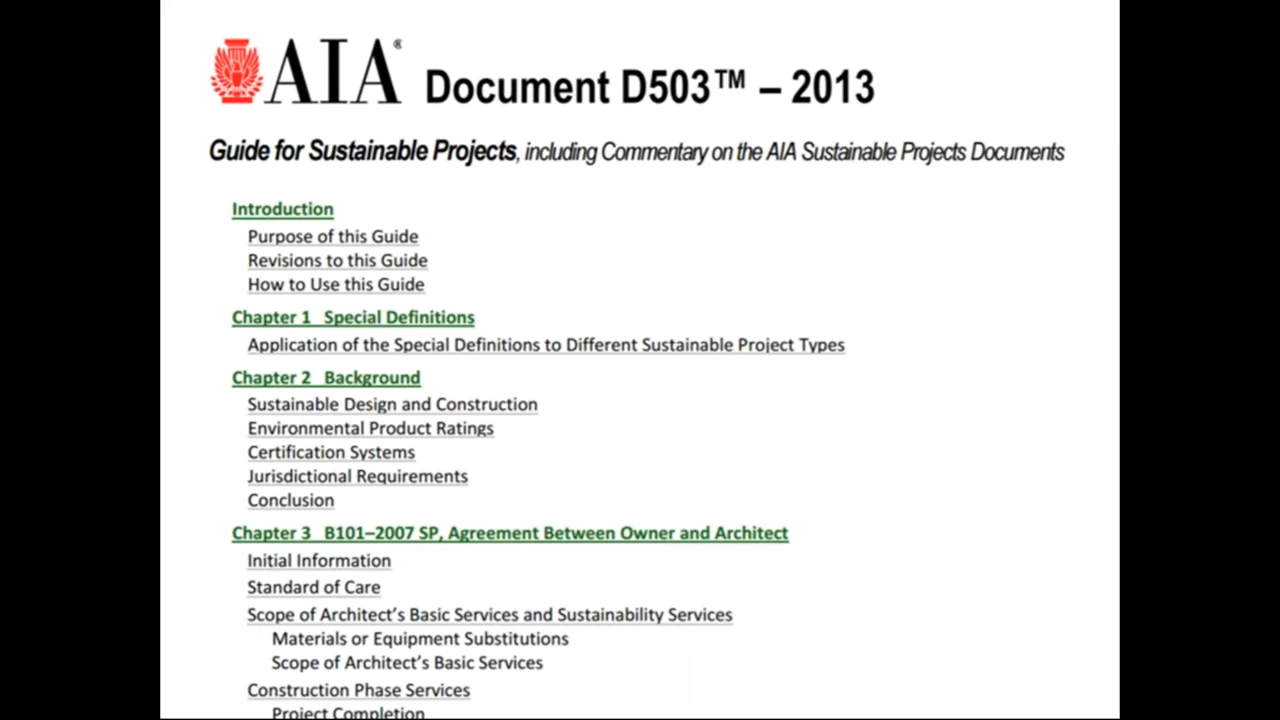 AIA® Document D503™ – 2013
Guide for Sustainable Projects, including Commentary on the AIA Sustainable Projects Documents
Introduction
Purpose of this Guide
Revisions to this Guide
How to Use this Guide
Chapter 1 Special Definitions
Application of the Special Definitions to Different Sustainable Project Types
Chapter 2 Background
Sustainable Design and Construction
Environmental Product Ratings
Certification Systems
Jurisdictional Requirements
Conclusion
Chapter 3 B101–2007 SP, Agreement Between Owner and Architect
Initial Information
Standard of Care
Scope of Architect’s Basic Services and Sustainability Services
Materials or Equipment Substitutions
Scope of Architect’s Basic Services
Construction Phase Services
Project Completion